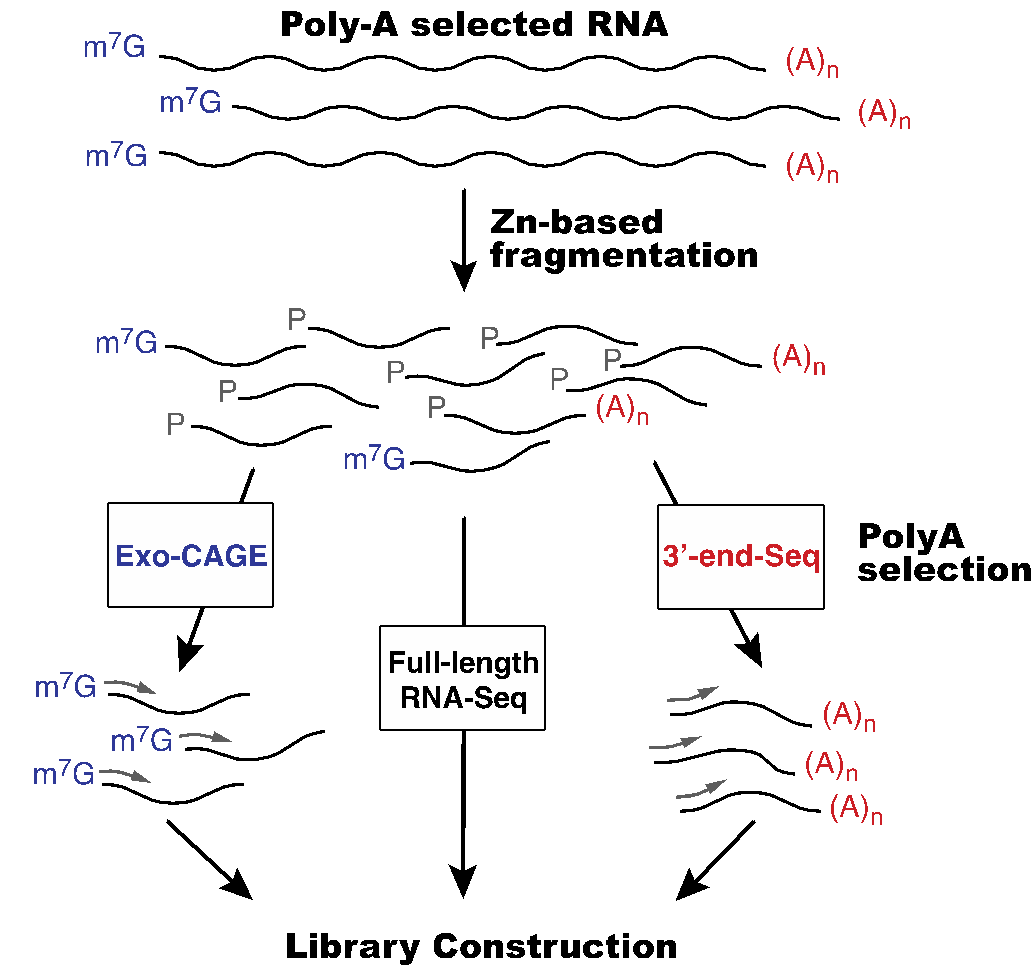 Poly-A selected RNA
m⁷G (A)ₙ
m⁷G (A)ₙ
m⁷G (A)ₙ
Zn-based
fragmentation
P
P
m⁷G
P
(A)ₙ
P
P
P
P
(A)ₙ
P
m⁷G
Exo-CAGE
3’-end-Seq
PolyA
selection
Full-length
RNA-Seq
m⁷G
m⁷G
m⁷G
(A)ₙ
(A)ₙ
(A)ₙ
Library Construction